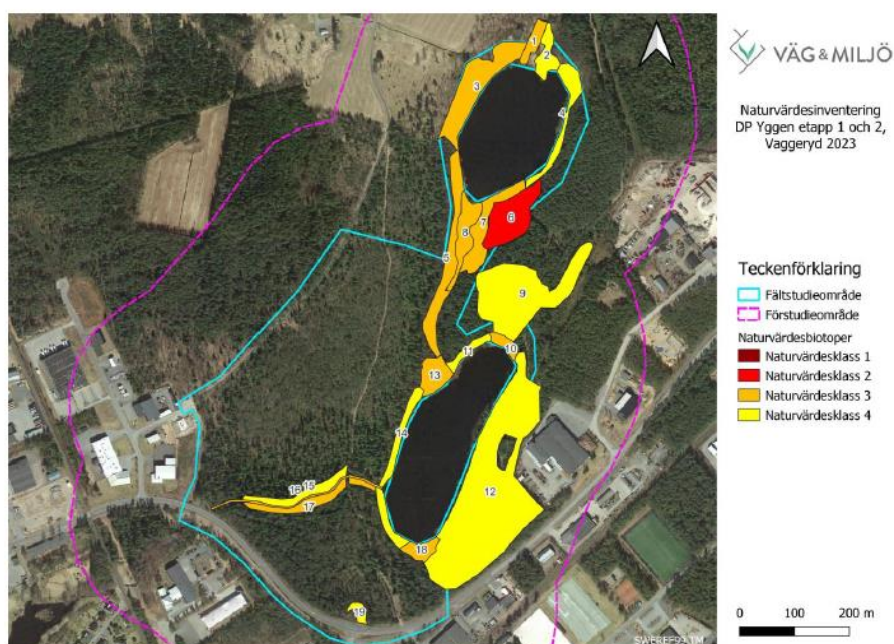 VÄG & MILJÖ
Naturvärdesinventering
DP Yggen etapp 1 och 2,
Vaggeryd 2023
Teckenförklaring
Fältstudieområde
Förstudieområde
Naturvärdesbiotoper
Naturvärdesklass 1
Naturvärdesklass 2
Naturvärdesklass 3
Naturvärdesklass 4
0 100 200 m
1
2
3
4
6
7
8
5
9
10
11
13
14
12
16 15
17
18
19
SWEREF99 TM